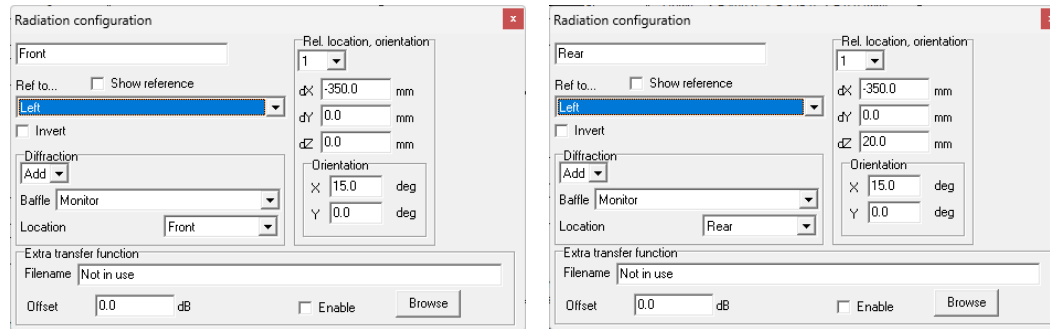 Radiation configuration
x
Front
Rel. location, orientation
1
Ref to...
Show reference
dX -350.0 mm
Left
dY 0.0 mm
Invert
dZ 0.0 mm
Diffraction
Orientation
Add
X 15.0 deg
Baffle Monitor
Y 0.0 deg
Location Front
Extra transfer function
Filename Not in use
Offset 0.0 dB
Enable
Browse
Radiation configuration
x
Rear
Rel. location, orientation
1
Ref to...
Show reference
dX -350.0 mm
Left
dY 0.0 mm
Invert
dZ 20.0 mm
Diffraction
Orientation
Add
X 15.0 deg
Baffle Monitor
Y 0.0 deg
Location Rear
Extra transfer function
Filename Not in use
Offset 0.0 dB
Enable
Browse